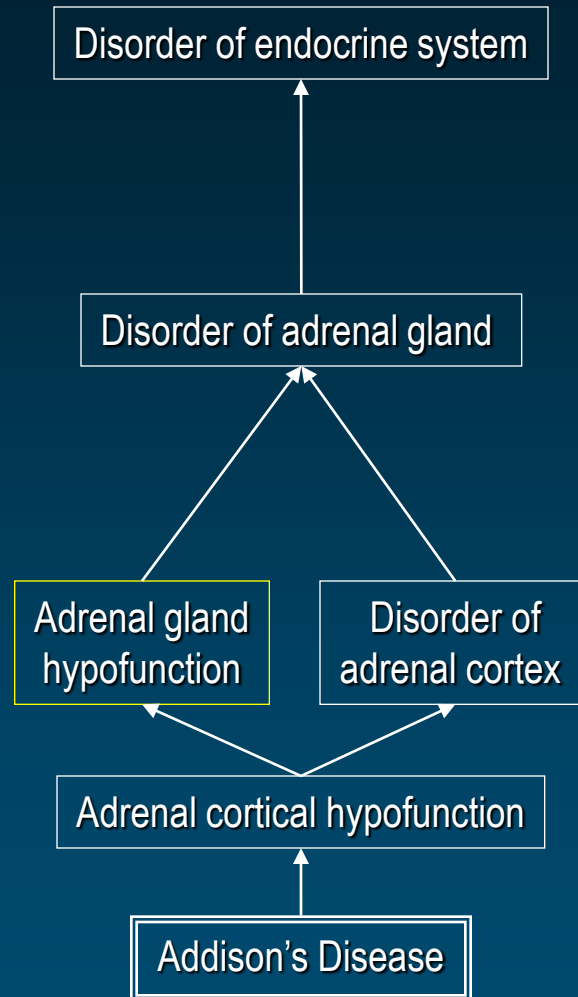 Disorder of endocrine system
Disorder of adrenal gland
Adrenal gland
hypofunction
Disorder of
adrenal cortex
Adrenal cortical hypofunction
Addison’s Disease